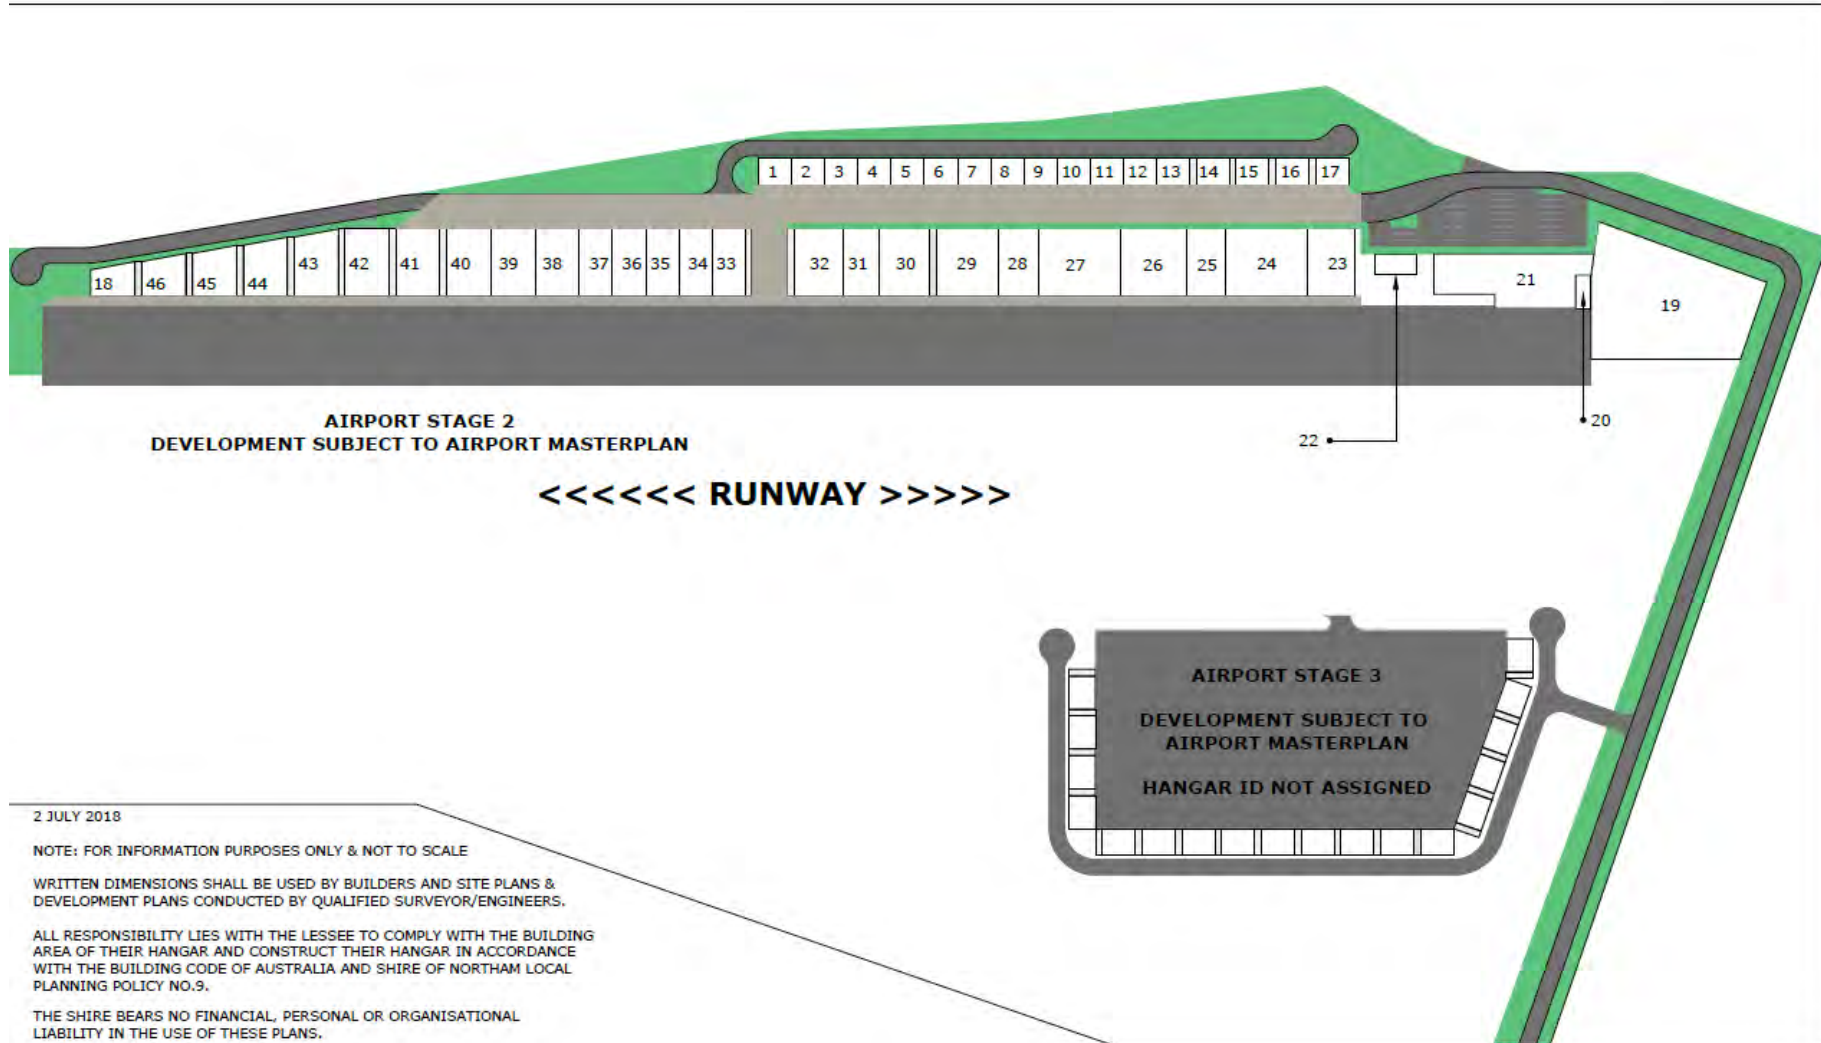 1 2 3 4 5 6 7 8 9 10 11 12 13 14 15 16 17
18 46 45 44 43 42 41 40 39 38 37 36 35 34 33 32 31 30 29 28 27 26 25 24 23
21
19
22
20
AIRPORT STAGE 2
DEVELOPMENT SUBJECT TO AIRPORT MASTERPLAN
<<<<<< RUNWAY >>>>>
AIRPORT STAGE 3
DEVELOPMENT SUBJECT TO
AIRPORT MASTERPLAN
HANGAR ID NOT ASSIGNED
2 JULY 2018
NOTE: FOR INFORMATION PURPOSES ONLY & NOT TO SCALE
WRITTEN DIMENSIONS SHALL BE USED BY BUILDERS AND SITE PLANS &
DEVELOPMENT PLANS CONDUCTED BY QUALIFIED SURVEYOR/ENGINEERS.
ALL RESPONSIBILITY LIES WITH THE LESSEE TO COMPLY WITH THE BUILDING
AREA OF THEIR HANGAR AND CONSTRUCT THEIR HANGAR IN ACCORDANCE
WITH THE BUILDING CODE OF AUSTRALIA AND SHIRE OF NORTHAM LOCAL
PLANNING POLICY NO.9.
THE SHIRE BEARS NO FINANCIAL, PERSONAL OR ORGANISATIONAL
LIABILITY IN THE USE OF THESE PLANS.